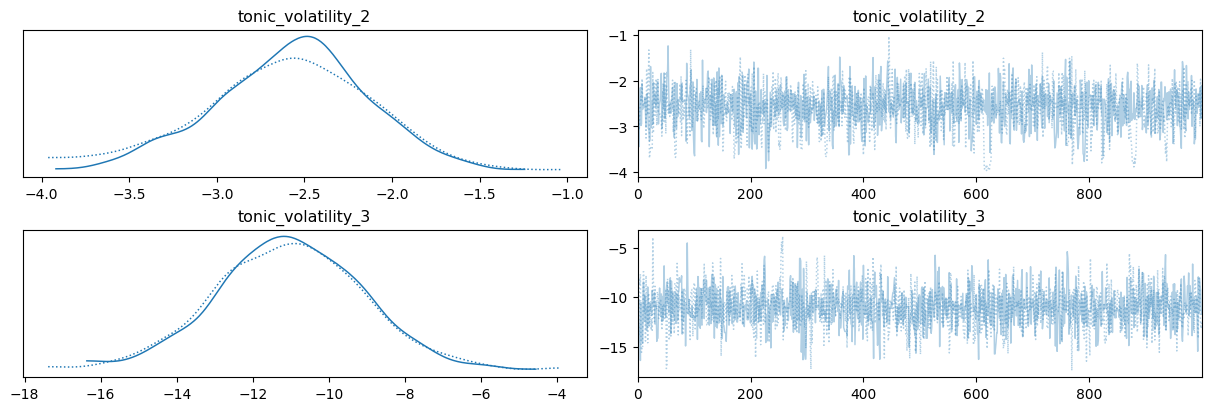 tonic_volatility_2
−4.0 −3.5 −3.0 −2.5 −2.0 −1.5 −1.0
tonic_volatility_2
−1
−2
−3
−4
0 200 400 600 800
tonic_volatility_3
−18 −16 −14 −12 −10 −8 −6 −4
tonic_volatility_3
−5
−10
−15
0 200 400 600 800